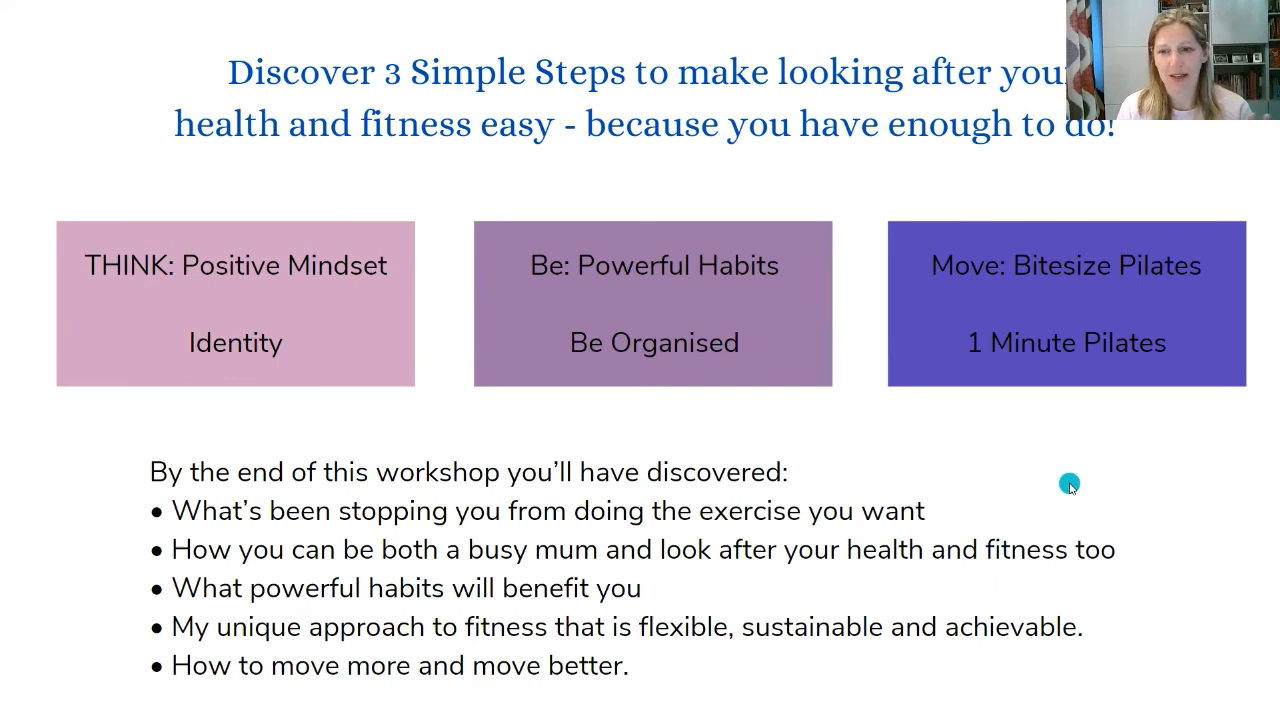 Discover 3 Simple Steps to make looking after your
health and fitness easy - because you have enough to do!
THINK: Positive Mindset
Identity
Be: Powerful Habits
Be Organised
Move: Bitesize Pilates
1 Minute Pilates
By the end of this workshop you’ll have discovered:
• What’s been stopping you from doing the exercise you want
• How you can be both a busy mum and look after your health and fitness too
• What powerful habits will benefit you
• My unique approach to fitness that is flexible, sustainable and achievable.
• How to move more and move better.